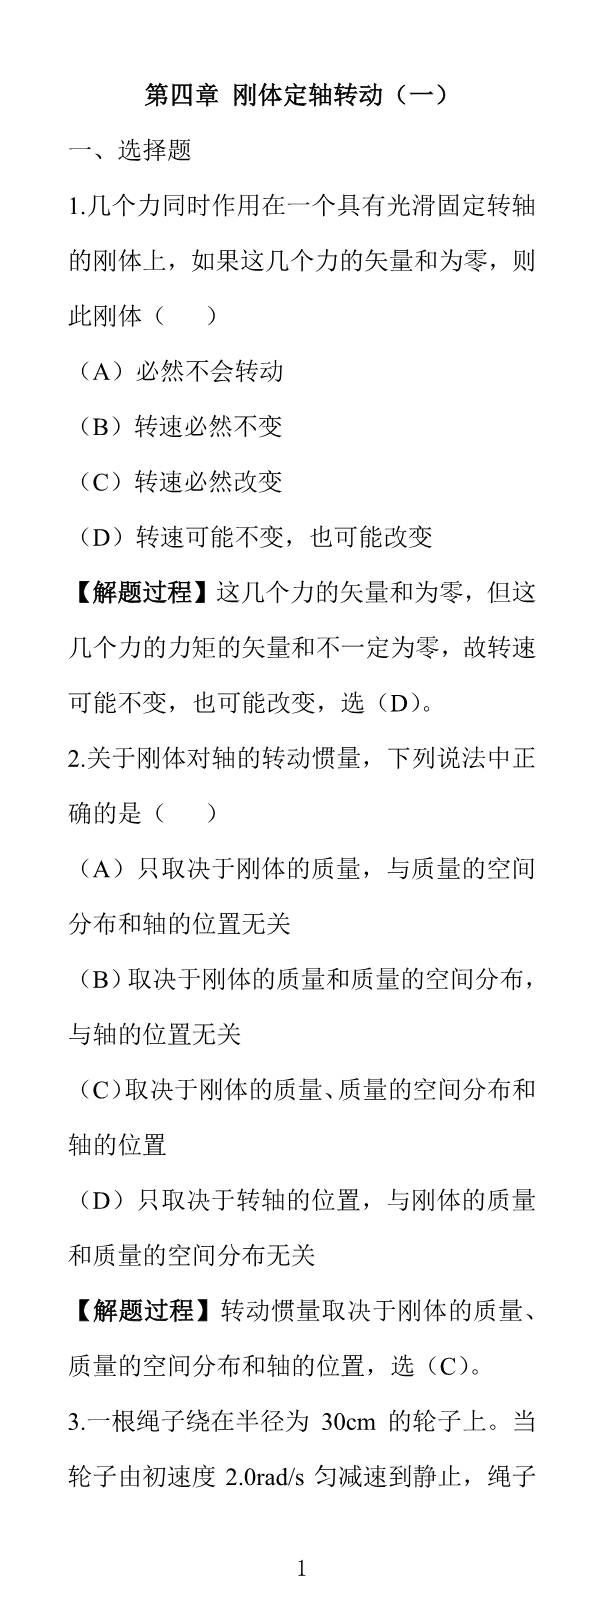 第四章 刚体定轴转动（一）
一、选择题
1.几个力同时作用在一个具有光滑固定转轴
的刚体上，如果这几个力的矢量和为零，则
此刚体（　　）
（A）必然不会转动
（B）转速必然不变
（C）转速必然改变
（D）转速可能不变，也可能改变
【解题过程】这几个力的矢量和为零，但这
几个力的力矩的矢量和不一定为零，故转速
可能不变，也可能改变，选（D）。
2.关于刚体对轴的转动惯量，下列说法中正
确的是（　　）
（A）只取决于刚体的质量，与质量的空间
分布和轴的位置无关
（B）取决于刚体的质量和质量的空间分布，
与轴的位置无关
（C）取决于刚体的质量、质量的空间分布和
轴的位置
（D）只取决于转轴的位置，与刚体的质量
和质量的空间分布无关
【解题过程】转动惯量取决于刚体的质量、
质量的空间分布和轴的位置，选（C）。
3.一根绳子绕在半径为 30cm 的轮子上。当
轮子由初速度 2.0rad/s 匀减速到静止，绳子
1